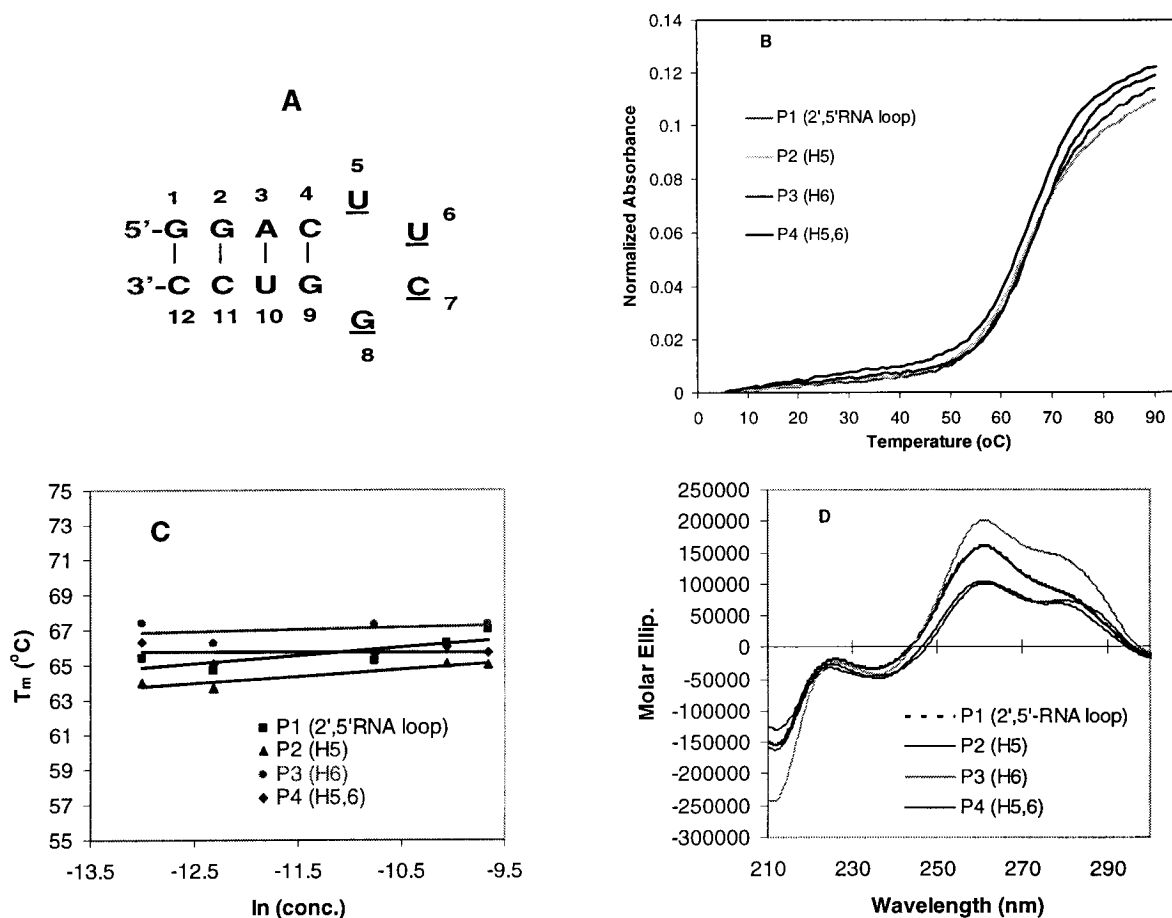 A
5
1 2 3 4 U 6
5'-G G A C U
3'-C C U G C 7
12 11 10 9 G
8
B
0.14
0.12
0.1
0.08
0.06
0.04
0.02
0
Normalized Absorbance
P1 (2',5'RNA loop)
P2 (H5)
P3 (H6)
P4 (H5,6)
0 10 20 30 40 50 60 70 80 90
Temperature (oC)
C
75
73
71
69
67
65
63
61
59
57
55
Tm (°C)
P1 (2',5'RNA loop)
P2 (H5)
P3 (H6)
P4 (H5,6)
-13.5 -12.5 -11.5 -10.5 -9.5
ln (conc.)
D
250000
200000
150000
100000
50000
0
-50000
-100000
-150000
-200000
-250000
-300000
Molar Ellip.
P1 (2',5'-RNA loop)
P2 (H5)
P3 (H6)
P4 (H5,6)
210 230 250 270 290
Wavelength (nm)